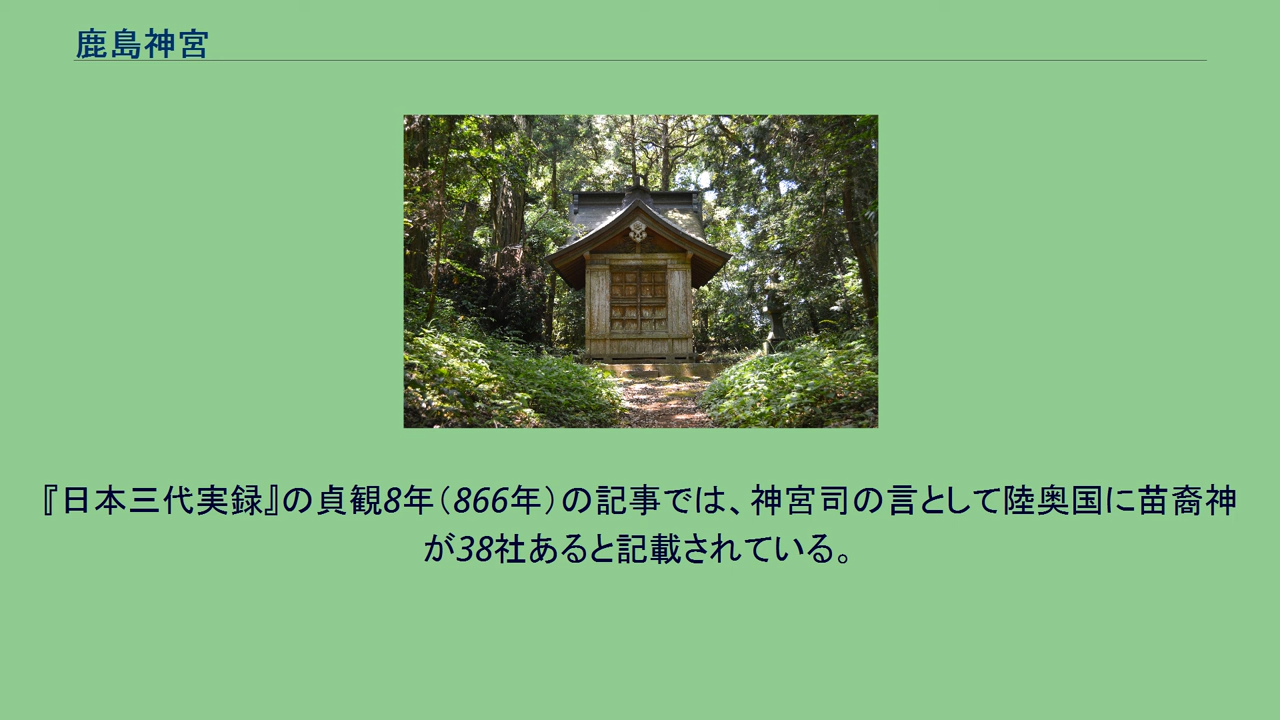 鹿島神宮
『日本三代実録』の貞観8年（866年）の記事では、神宮司の言として陸奥国に苗裔神
が38社あると記載されている。